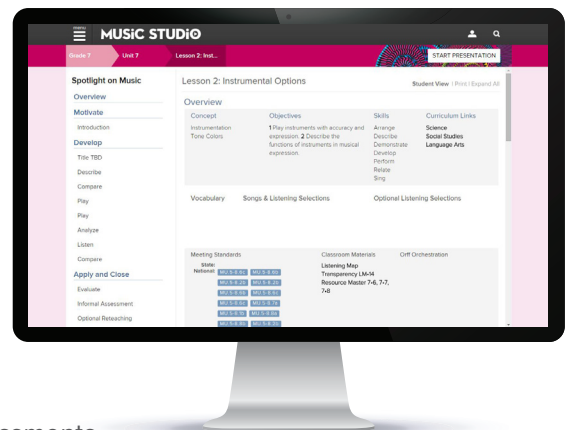 menu
MUSIC STUDIO
Grade 7
Unit 7
Lesson 2: Inst...
START PRESENTATION
Spotlight on Music
Overview
Motivate
Introduction
Develop
Title TBD
Describe
Compare
Play
Play
Analyze
Listen
Compare
Apply and Close
Evaluate
Informal Assessment
Optional Reteaching
Lesson 2: Instrumental Options
Student View | Print | Expand All
Overview
Concept
Instrumentation
Tone Colors
Objectives
1 Play instruments with accuracy and
expression. 2 Describe the
functions of instruments in musical
expression.
Skills
Arrange
Describe
Demonstrate
Develop
Perform
Relate
Sing
Curriculum Links
Science
Social Studies
Language Arts
Vocabulary
Songs & Listening Selections
Optional Listening Selections
Meeting Standards
State:
National:
Classroom Materials
Listening Map
Transparency LM-14
Resource Master 7-6, 7-7,
7-8
Orff Orchestration